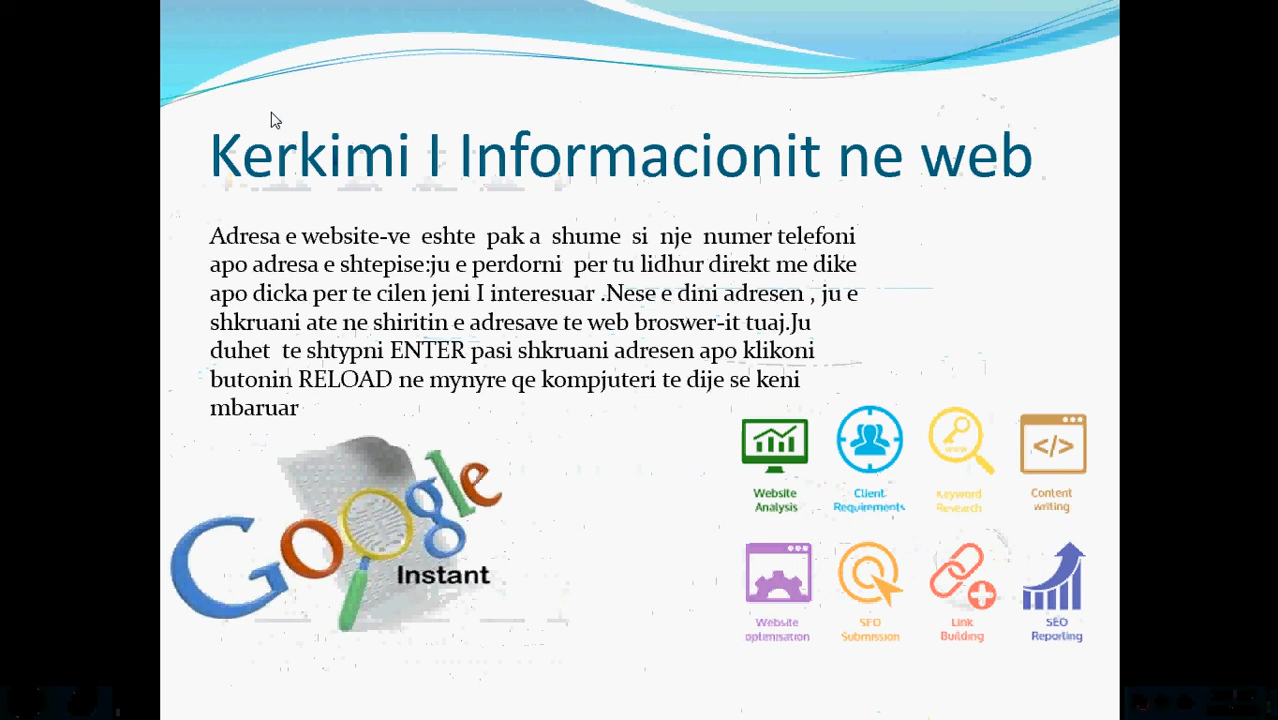 Kerkimi I Informacionit ne web
Adresa e website-ve eshte pak a shume si nje numer telefoni
apo adresa e shtepise:ju e perdorni per tu lidhur direkt me dike
apo dicka per te cilen jeni I interesuar .Nese e dini adresen , ju e
shkruani ate ne shiritin e adresave te web broswer-it tuaj.Ju
duhet te shtypni ENTER pasi shkruani adresen apo klikoni
butonin RELOAD ne mynyre qe kompjuteri te dije se keni
mbaruar
Google
Instant
Website
Analysis
Client
Requirements
www
Keyword
Research
</>
Content
writing
Website
optimisation
SEO
Submission
Link
Building
SEO
Reporting